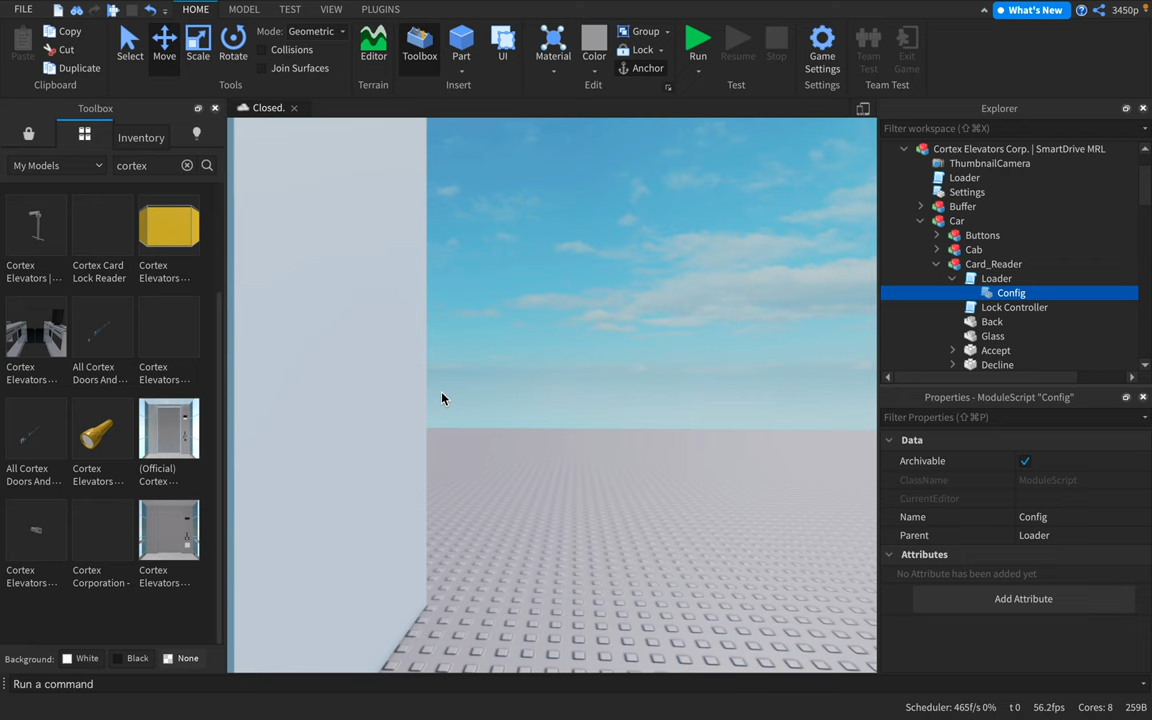 FILE
HOME
MODEL
TEST
VIEW
PLUGINS
What's New
3450p
Paste
Copy
Cut
Duplicate
Clipboard
Select
Move
Scale
Rotate
Mode: Geometric
Collisions
Join Surfaces
Tools
Editor
Terrain
Toolbox
Part
UI
Insert
Material
Color
Group
Lock
Anchor
Edit
Run
Resume
Stop
Test
Game
Settings
Settings
Team
Test
Exit
Game
Team Test
Toolbox
Inventory
My Models
cortex
Cortex
Elevators |...
Cortex Card
Lock Reader
Cortex
Elevators...
Cortex
Elevators...
All Cortex
Doors And...
Cortex
Elevators...
All Cortex
Doors And...
Cortex
Elevators...
(Official)
Cortex...
Cortex
Elevators...
Cortex
Corporation -
Cortex
Elevators...
Background:
White
Black
None
Closed.
Explorer
Filter workspace (⇧⌘X)
Cortex Elevators Corp. | SmartDrive MRL
ThumbnailCamera
Loader
Settings
Buffer
Car
Buttons
Cab
Card_Reader
Loader
Config
Lock Controller
Back
Glass
Accept
Decline
Properties - ModuleScript "Config"
Filter Properties (⇧⌘P)
Data
Archivable
ClassName ModuleScript
CurrentEditor
Name Config
Parent Loader
Attributes
No Attribute has been added yet
Add Attribute
Run a command
Scheduler: 465f/s 0% t 0 56.2fps Cores: 8 259B